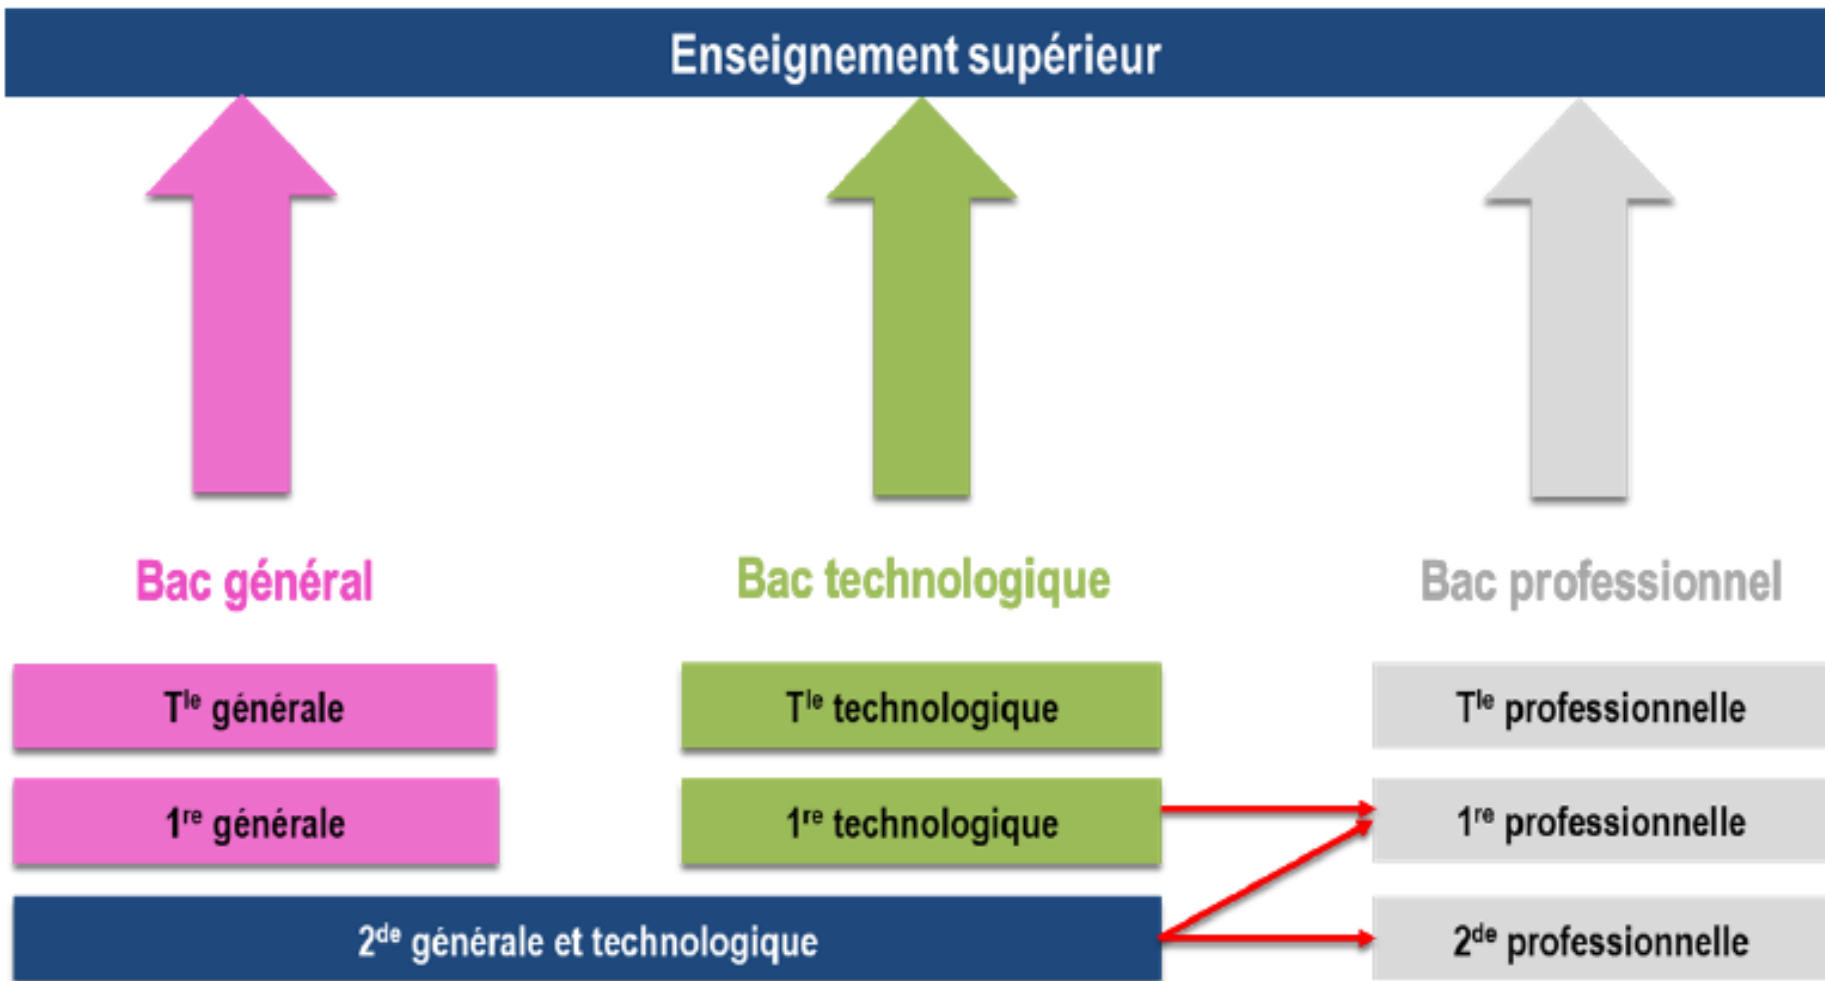 Enseignement supérieur
Bac général
Bac technologique
Bac professionnel
Tle générale
Tle technologique
Tle professionnelle
1re générale
1re technologique
1re professionnelle
2de générale et technologique
2de professionnelle